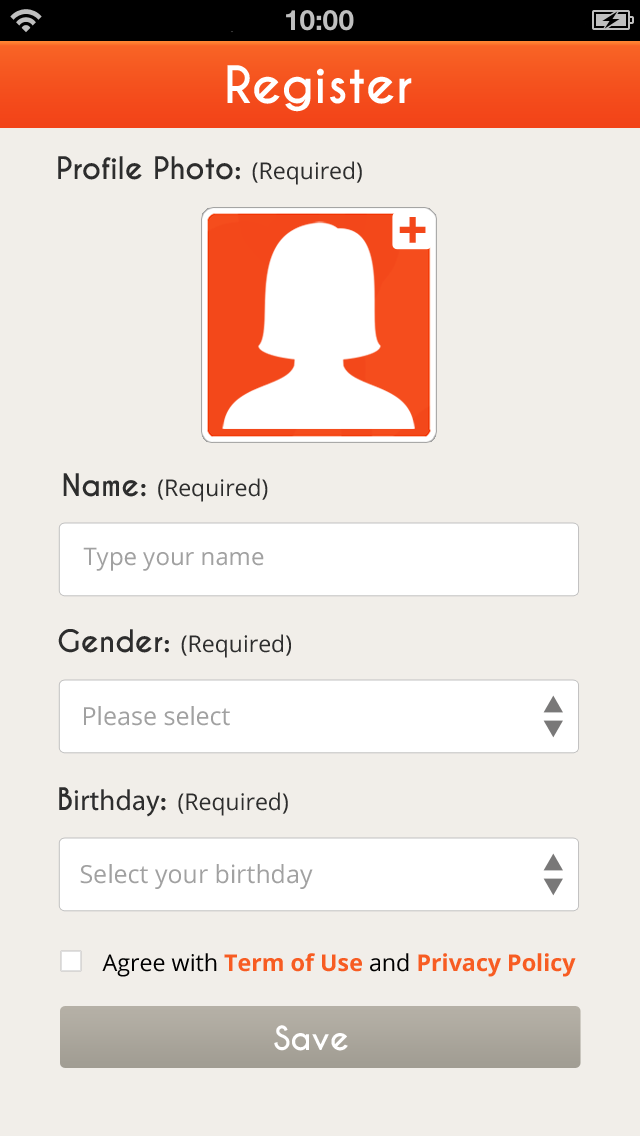 10:00
Register
Profile Photo: (Required)
Name: (Required)
Type your name
Gender: (Required)
Please select
Birthday: (Required)
Select your birthday
Agree with Term of Use and Privacy Policy
Save